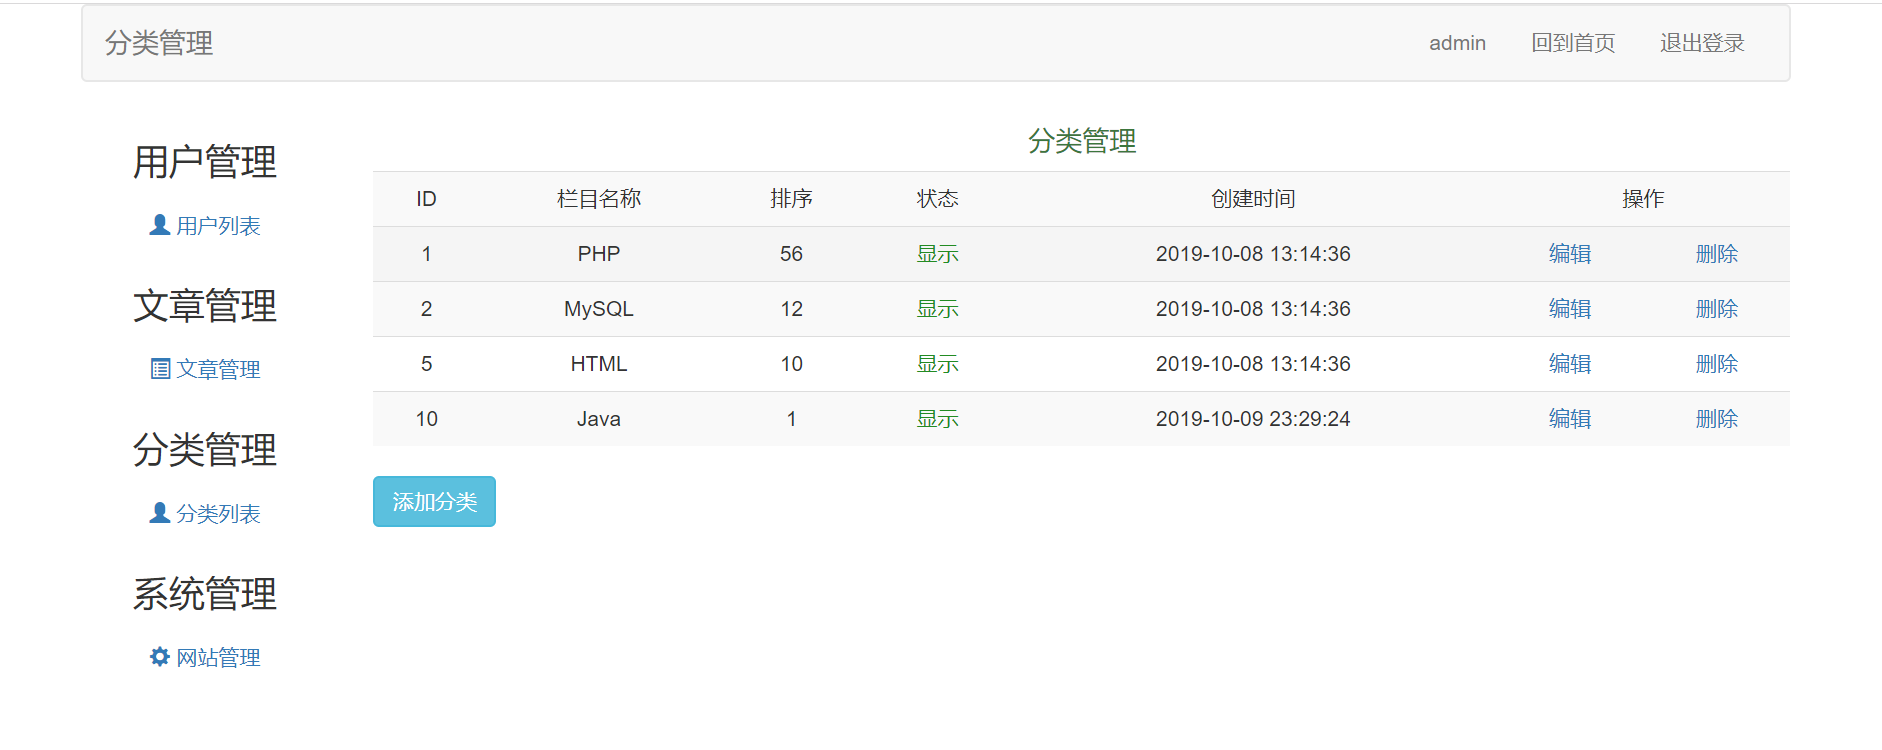 分类管理 admin 回到首页 退出登录
用户管理
用户列表
文章管理
文章管理
分类管理
分类列表
系统管理
网站管理
分类管理
ID 栏目名称 排序 状态 创建时间 操作
1 PHP 56 显示 2019-10-08 13:14:36 编辑 删除
2 MySQL 12 显示 2019-10-08 13:14:36 编辑 删除
5 HTML 10 显示 2019-10-08 13:14:36 编辑 删除
10 Java 1 显示 2019-10-09 23:29:24 编辑 删除
添加分类